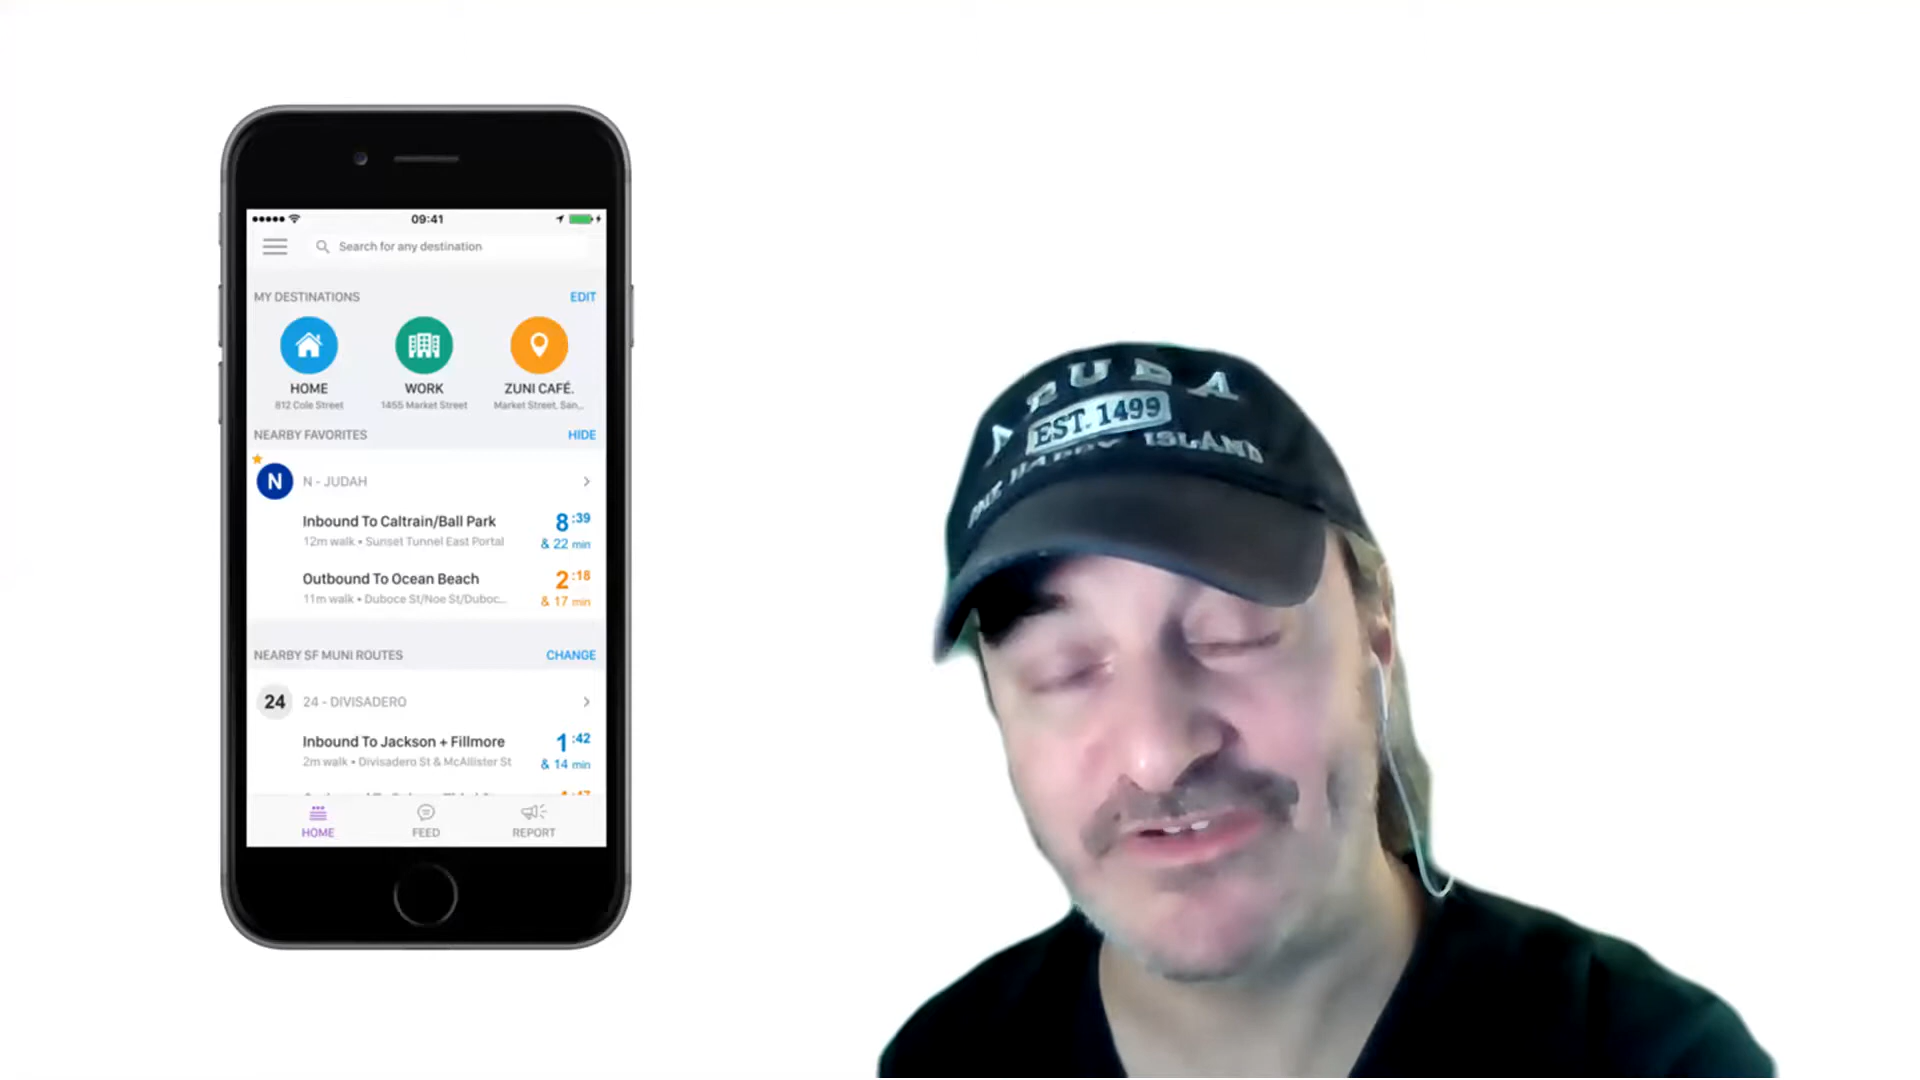 09:41
Search for any destination
MY DESTINATIONS EDIT
HOME WORK ZUNI CAFÉ.
812 Cole Street 1455 Market Street Market Street, San,..
NEARBY FAVORITES HIDE
N N - JUDAH
Inbound To Caltrain/Ball Park 8:39
12m walk • Sunset Tunnel East Portal & 22 min
Outbound To Ocean Beach 2:18
11m walk • Duboce St/Noe St/Duboc... & 17 min
NEARBY SF MUNI ROUTES CHANGE
24 24 - DIVISADERO
Inbound To Jackson + Fillmore 1:42
2m walk • Divisadero St & McAllister St & 14 min
HOME FEED REPORT
ARUBA
EST. 1499
ONE HAPPY ISLAND